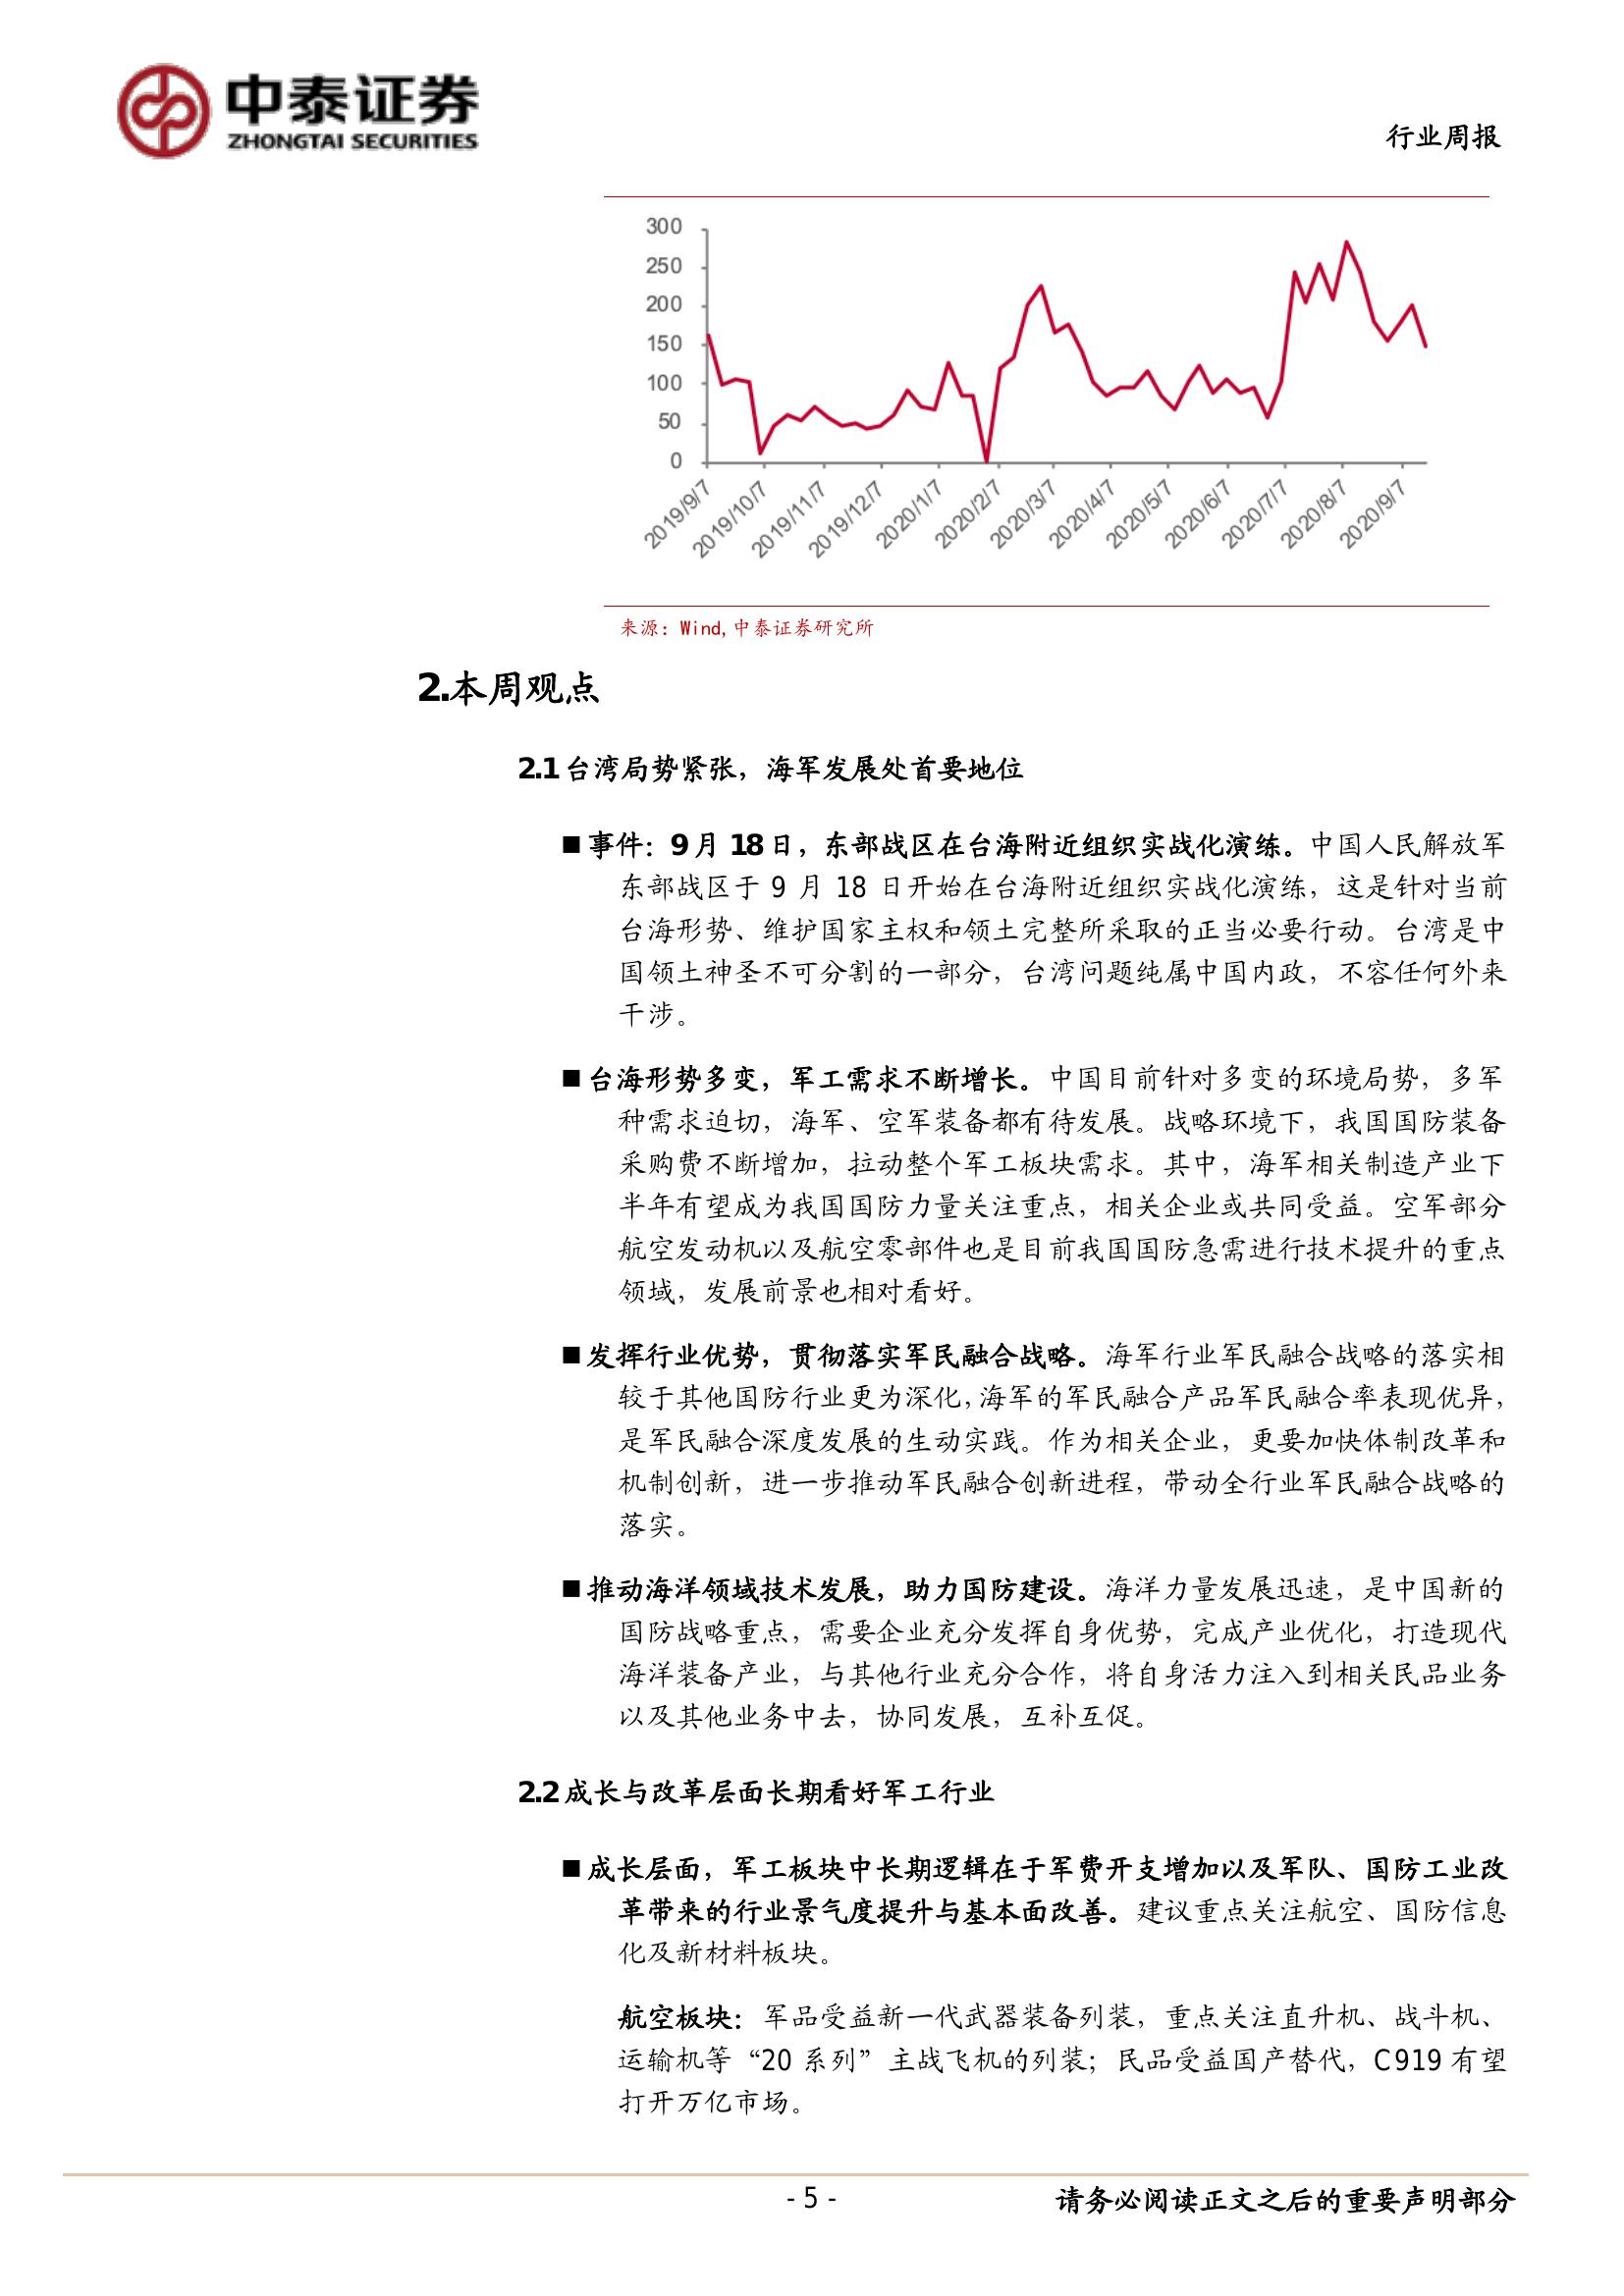 中泰证券
ZHONGTAI SECURITIES
行业周报
300
250
200
150
100
50
0
2019/9/7
2019/10/7
2019/11/7
2019/12/7
2020/1/7
2020/2/7
2020/3/7
2020/4/7
2020/5/7
2020/6/7
2020/7/7
2020/8/7
2020/9/7
来源：Wind,中泰证券研究所
2.本周观点
2.1 台湾局势紧张，海军发展处首要地位
■ 事件：9 月 18 日，东部战区在台海附近组织实战化演练。中国人民解放军
东部战区于 9 月 18 日开始在台海附近组织实战化演练，这是针对当前
台海形势、维护国家主权和领土完整所采取的正当必要行动。台湾是中
国领土神圣不可分割的一部分，台湾问题纯属中国内政，不容任何外来
干涉。
■ 台海形势多变，军工需求不断增长。中国目前针对多变的环境局势，多军
种需求迫切，海军、空军装备都有待发展。战略环境下，我国国防装备
采购费不断增加，拉动整个军工板块需求。其中，海军相关制造产业下
半年有望成为我国国防力量关注重点，相关企业或共同受益。空军部分
航空发动机以及航空零部件也是目前我国国防急需进行技术提升的重点
领域，发展前景也相对看好。
■ 发挥行业优势，贯彻落实军民融合战略。海军行业军民融合战略的落实相
较于其他国防行业更为深化,海军的军民融合产品军民融合率表现优异，
是军民融合深度发展的生动实践。作为相关企业，更要加快体制改革和
机制创新，进一步推动军民融合创新进程，带动全行业军民融合战略的
落实。
■ 推动海洋领域技术发展，助力国防建设。海洋力量发展迅速，是中国新的
国防战略重点，需要企业充分发挥自身优势，完成产业优化，打造现代
海洋装备产业，与其他行业充分合作，将自身活力注入到相关民品业务
以及其他业务中去，协同发展，互补互促。
2.2 成长与改革层面长期看好军工行业
■ 成长层面，军工板块中长期逻辑在于军费开支增加以及军队、国防工业改
革带来的行业景气度提升与基本面改善。建议重点关注航空、国防信息
化及新材料板块。
航空板块：军品受益新一代武器装备列装，重点关注直升机、战斗机、
运输机等“20 系列”主战飞机的列装；民品受益国产替代，C919 有望
打开万亿市场。
- 5 -
请务必阅读正文之后的重要声明部分